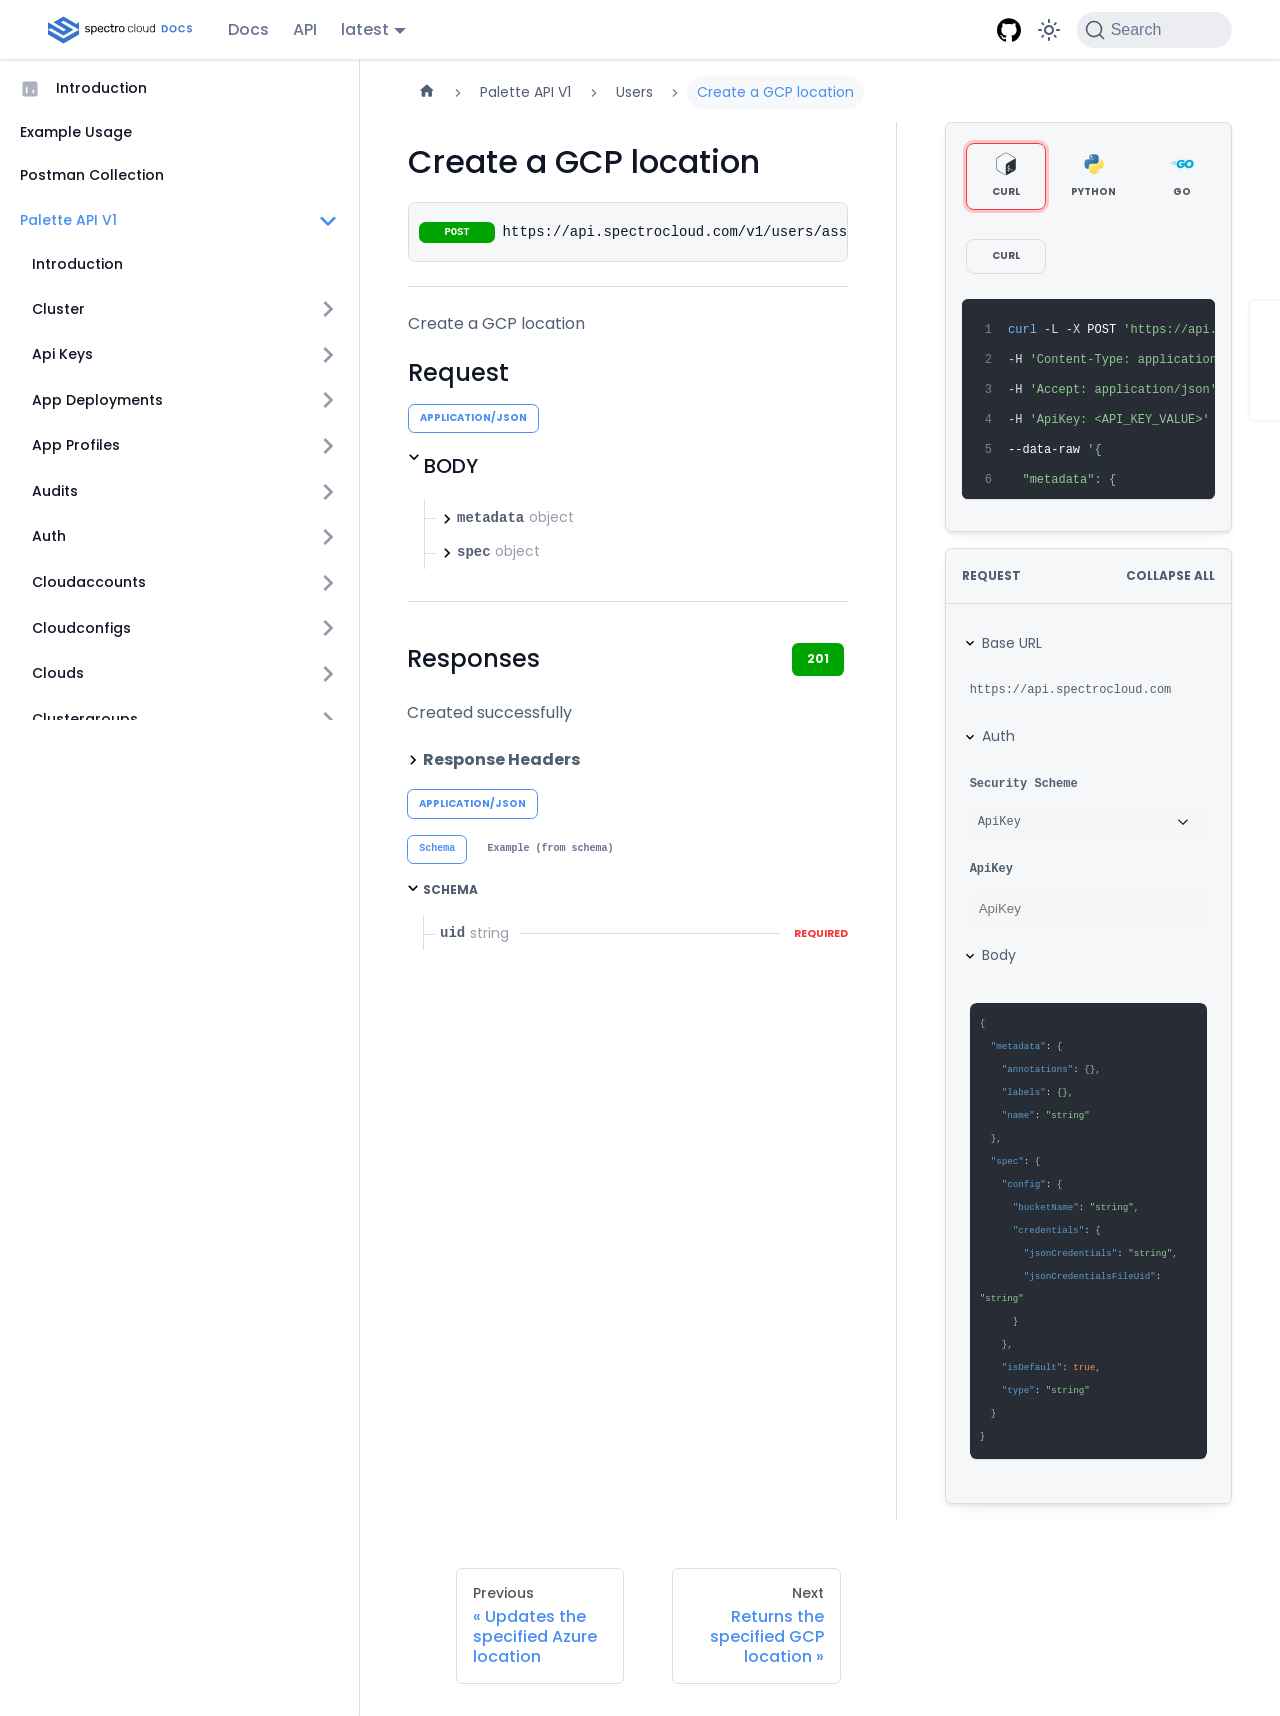 spectro cloud DOCS
Docs
API
latest
Search
Introduction
Example Usage
Postman Collection
Palette API V1
Introduction
Cluster
Api Keys
App Deployments
App Profiles
Audits
Auth
Cloudaccounts
Cloudconfigs
Clouds
Clustergroups
Palette API V1
Users
Create a GCP location
Create a GCP location
POST https://api.spectrocloud.com/v1/users/ass
Create a GCP location
Request
APPLICATION/JSON
BODY
metadata object
spec object
Responses
201
Created successfully
Response Headers
APPLICATION/JSON
Schema
Example (from schema)
SCHEMA
uid string
REQUIRED
CURL
PYTHON
GO
CURL
1 curl -L -X POST 'https://api.
2 -H 'Content-Type: application
3 -H 'Accept: application/json'
4 -H 'ApiKey: <API_KEY_VALUE>'
5 --data-raw '{
6 "metadata": {
REQUEST
COLLAPSE ALL
Base URL
https://api.spectrocloud.com
Auth
Security Scheme
ApiKey
ApiKey
ApiKey
Body
{
"metadata": {
"annotations": {},
"labels": {},
"name": "string"
},
"spec": {
"config": {
"bucketName": "string",
"credentials": {
"jsonCredentials": "string",
"jsonCredentialsFileUid":
"string"
}
},
"isDefault": true,
"type": "string"
}
}
Previous
« Updates the
specified Azure
location
Next
Returns the
specified GCP
location »